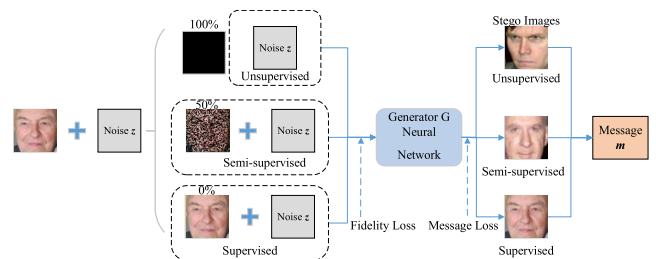 100%
Noise z
Unsupervised
Noise z
50%
Noise z
Semi-supervised
0%
Noise z
Supervised
Generator G
Neural
Network
Fidelity Loss
Message Loss
Stego Images
Unsupervised
Semi-supervised
Supervised
Message
m